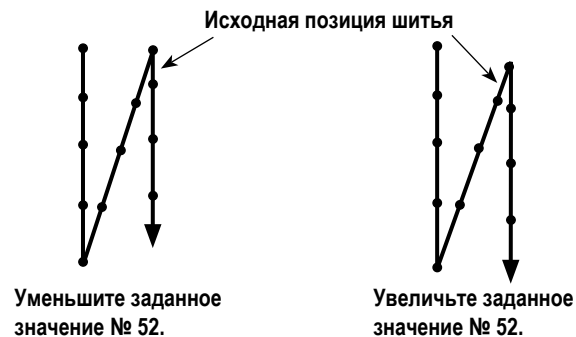 Исходная позиция шитья
Уменьшите заданное
значение № 52.
Увеличьте заданное
значение № 52.